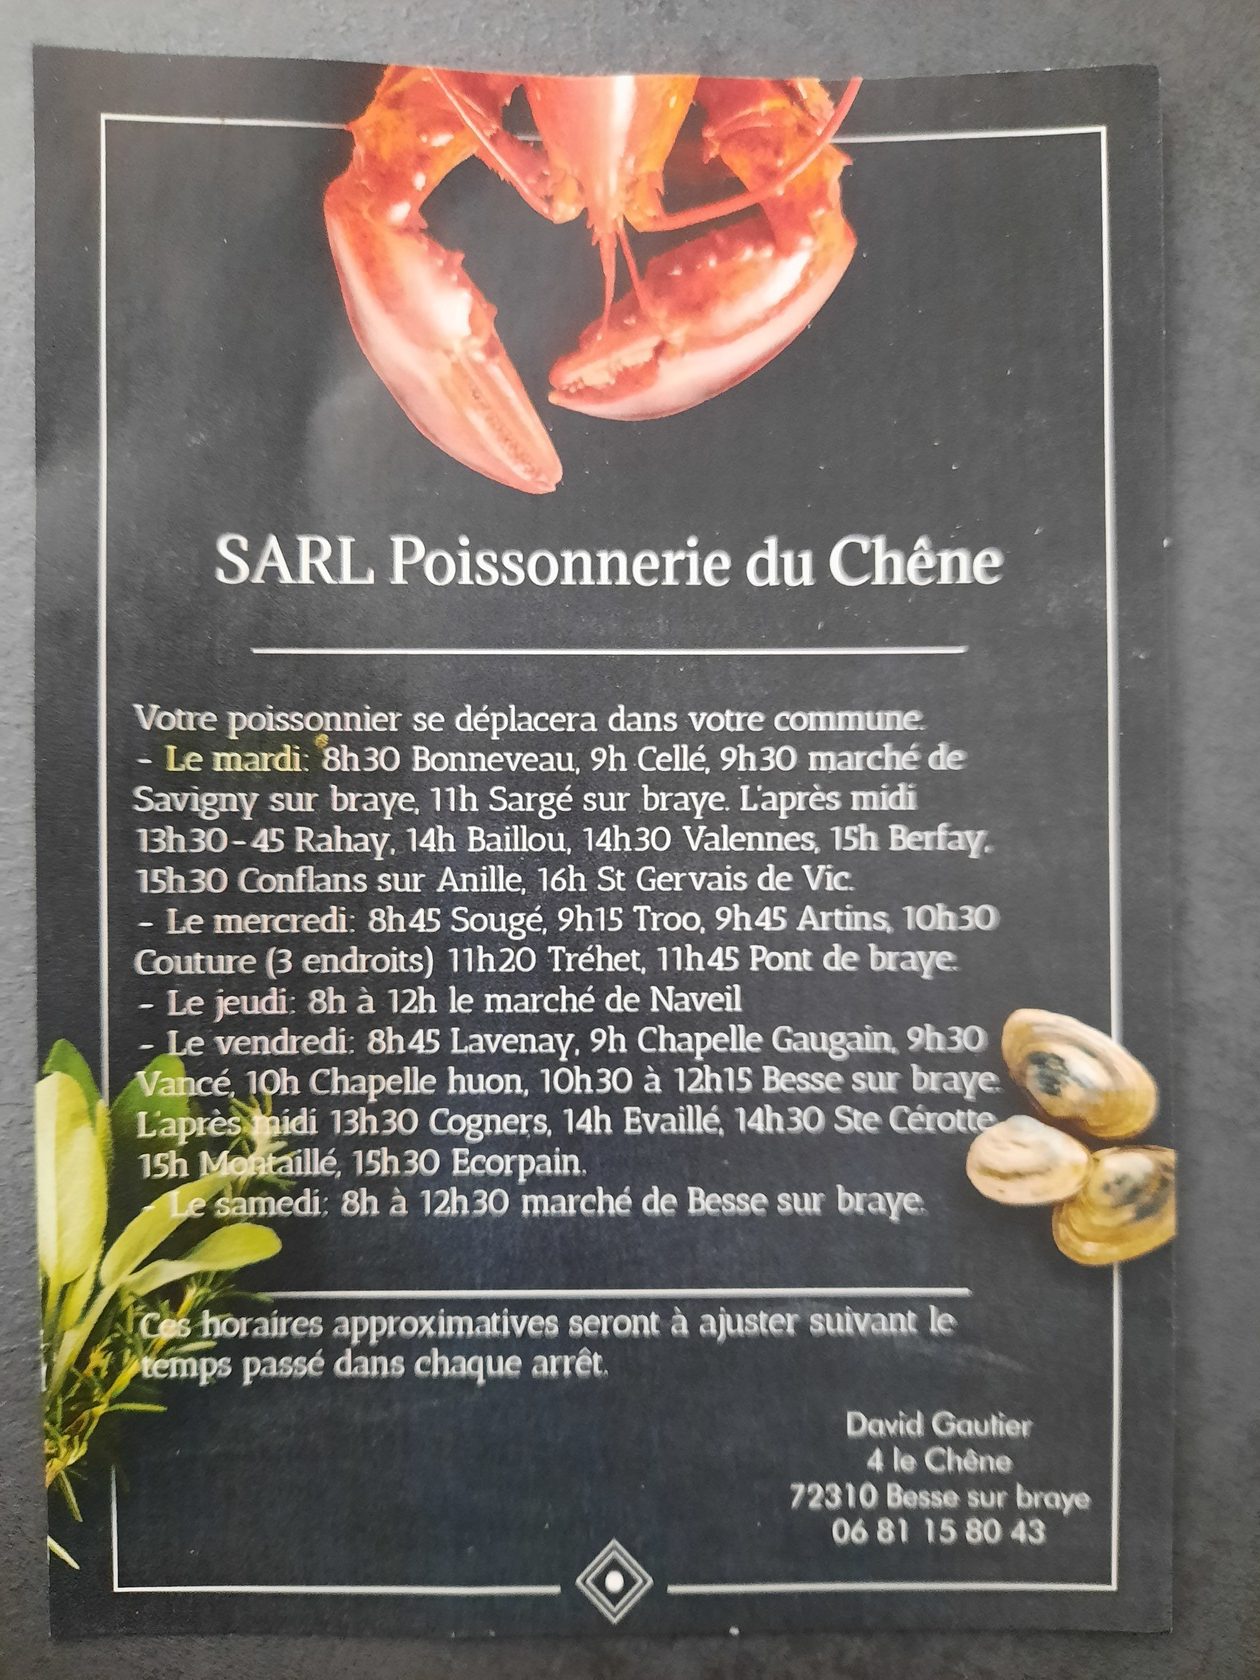 SARL Poissonnerie du Chêne
Votre poissonnier se déplacera dans votre commune.
- Le mardi: 8h30 Bonneveau, 9h Cellé, 9h30 marché de
Savigny sur braye, 11h Sargé sur braye. L'après midi
13h30-45 Rahay, 14h Baillou, 14h30 Valennes, 15h Berfay,
15h30 Conflans sur Anille, 16h St Gervais de Vic.
- Le mercredi: 8h45 Sougé, 9h15 Troo, 9h45 Artins, 10h30
Couture (3 endroits) 11h20 Tréhet, 11h45 Pont de braye.
- Le jeudi: 8h à 12h le marché de Naveil
- Le vendredi: 8h45 Lavenay, 9h Chapelle Gaugain, 9h30
Vancé, 10h Chapelle huon, 10h30 à 12h15 Besse sur braye.
L'après midi 13h30 Cogners, 14h Evaillé, 14h30 Ste Cérotte,
15h Montaillé, 15h30 Ecorpain.
- Le samedi: 8h à 12h30 marché de Besse sur braye.
Ces horaires approximatives seront à ajuster suivant le
temps passé dans chaque arrêt.
David Gautier
4 le Chêne
72310 Besse sur braye
06 81 15 80 43